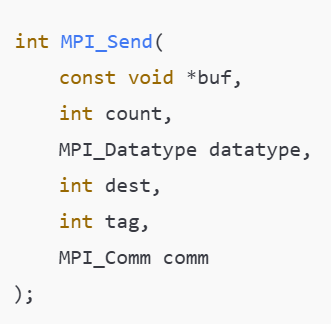 int MPI_Send(
    const void *buf,
    int count,
    MPI_Datatype datatype,
    int dest,
    int tag,
    MPI_Comm comm
);